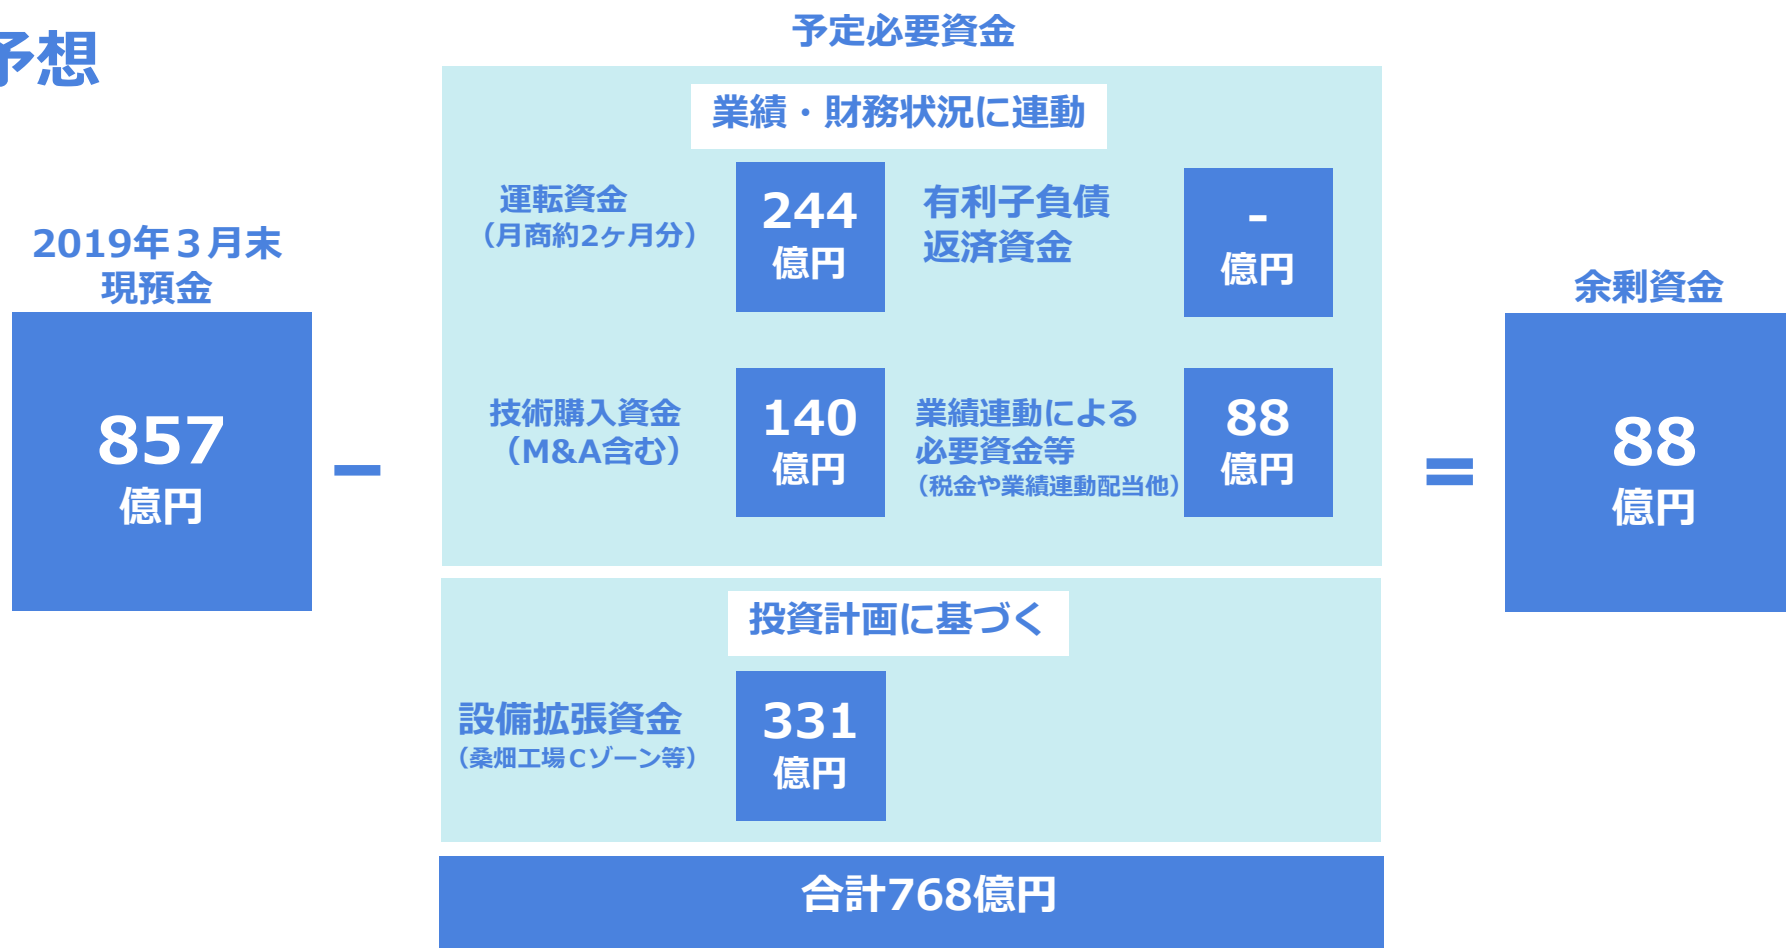 予想
予定必要資金
業績・財務状況に連動
運転資金
（月商約2ヶ月分）
244
億円
有利子負債
返済資金
-
億円
2019年３月末
現預金
857
億円
－
技術購入資金
（M&A含む）
140
億円
業績連動による
必要資金等
（税金や業績連動配当他）
88
億円
=
余剰資金
88
億円
投資計画に基づく
設備拡張資金
（桑畑工場Ｃゾーン等）
331
億円
合計768億円